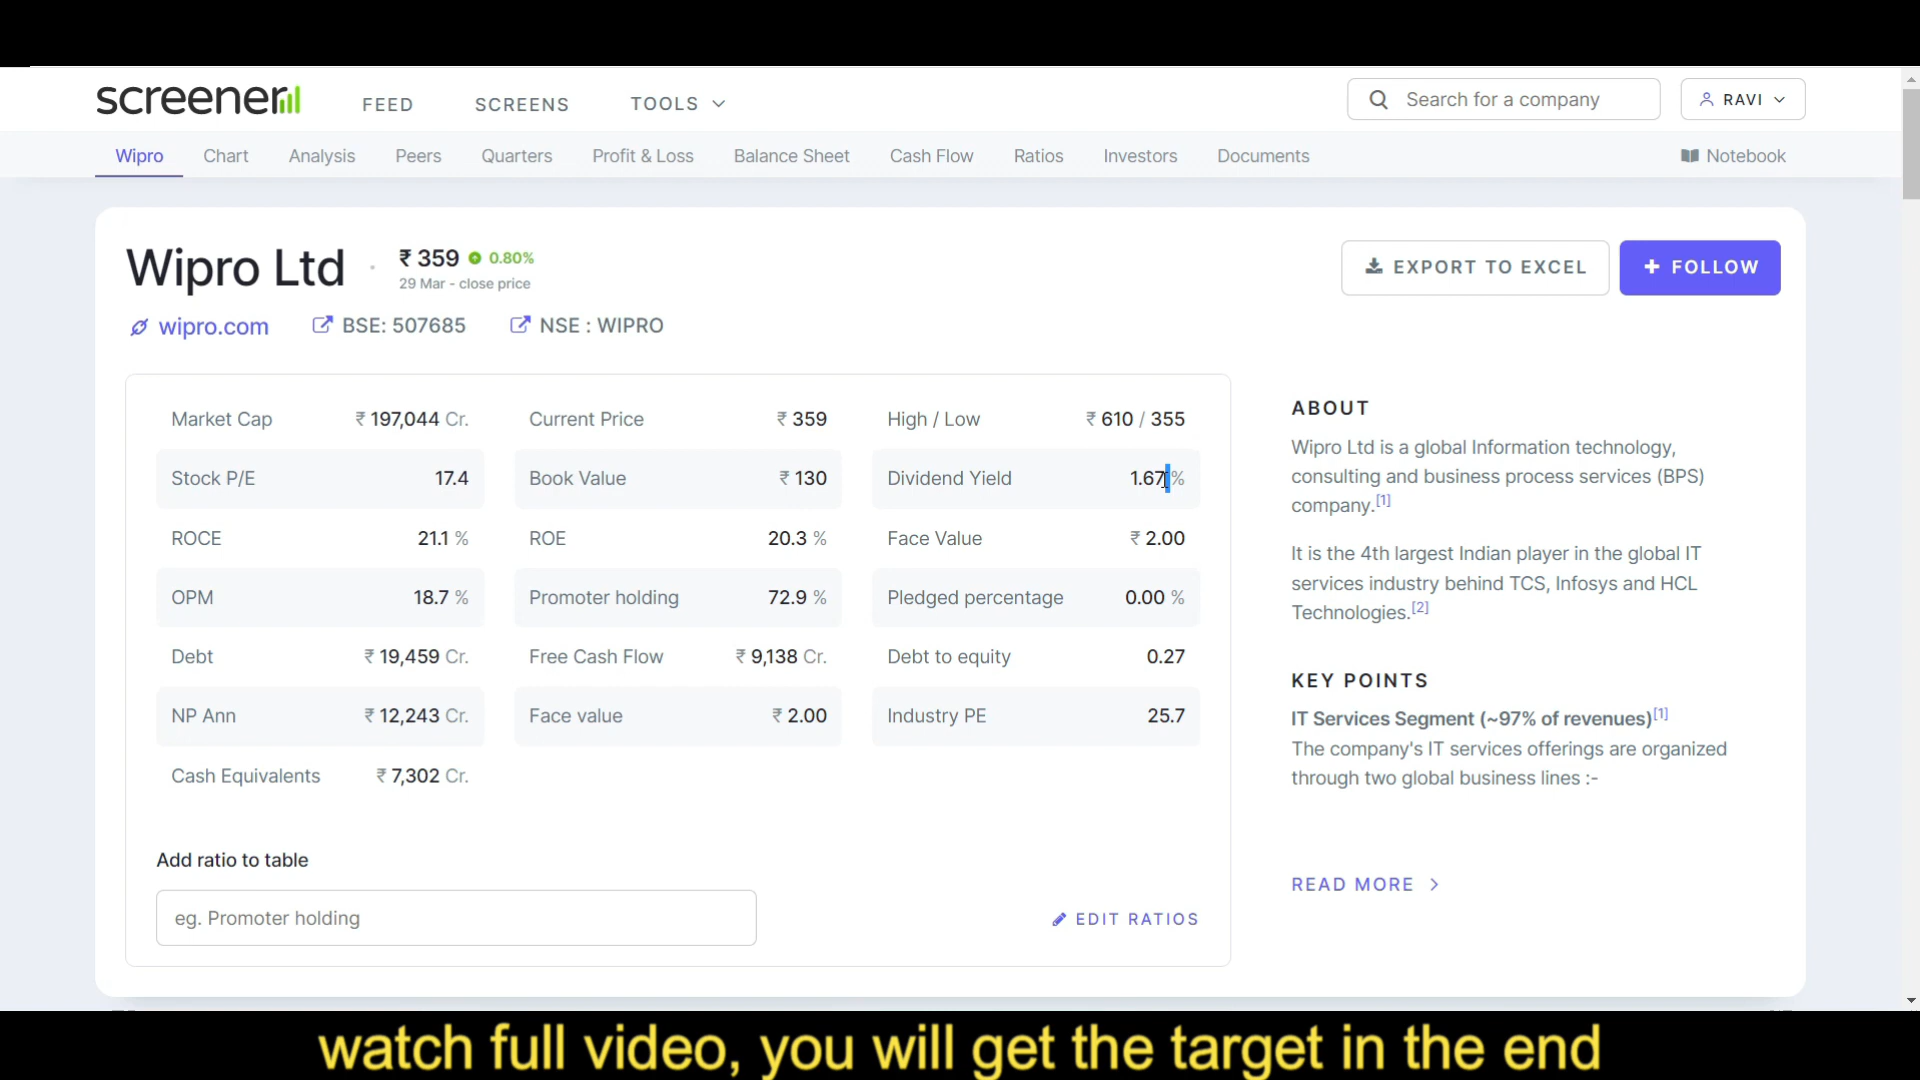 screener
FEED SCREENS TOOLS
Search for a company
RAVI
Wipro Chart Analysis Peers Quarters Profit & Loss Balance Sheet Cash Flow Ratios Investors Documents Notebook
Wipro Ltd · ₹ 359 0.80%
29 Mar - close price
EXPORT TO EXCEL + FOLLOW
wipro.com BSE: 507685 NSE : WIPRO
Market Cap ₹ 197,044 Cr. Current Price ₹ 359 High / Low ₹ 610 / 355
Stock P/E 17.4 Book Value ₹ 130 Dividend Yield 1.67 %
ROCE 21.1 % ROE 20.3 % Face Value ₹ 2.00
OPM 18.7 % Promoter holding 72.9 % Pledged percentage 0.00 %
Debt ₹ 19,459 Cr. Free Cash Flow ₹ 9,138 Cr. Debt to equity 0.27
NP Ann ₹ 12,243 Cr. Face value ₹ 2.00 Industry PE 25.7
Cash Equivalents ₹ 7,302 Cr.
Add ratio to table
eg. Promoter holding
EDIT RATIOS
ABOUT
Wipro Ltd is a global Information technology,
consulting and business process services (BPS)
company.[1]
It is the 4th largest Indian player in the global IT
services industry behind TCS, Infosys and HCL
Technologies.[2]
KEY POINTS
IT Services Segment (~97% of revenues)[1]
The company's IT services offerings are organized
through two global business lines :-
READ MORE
watch full video, you will get the target in the end